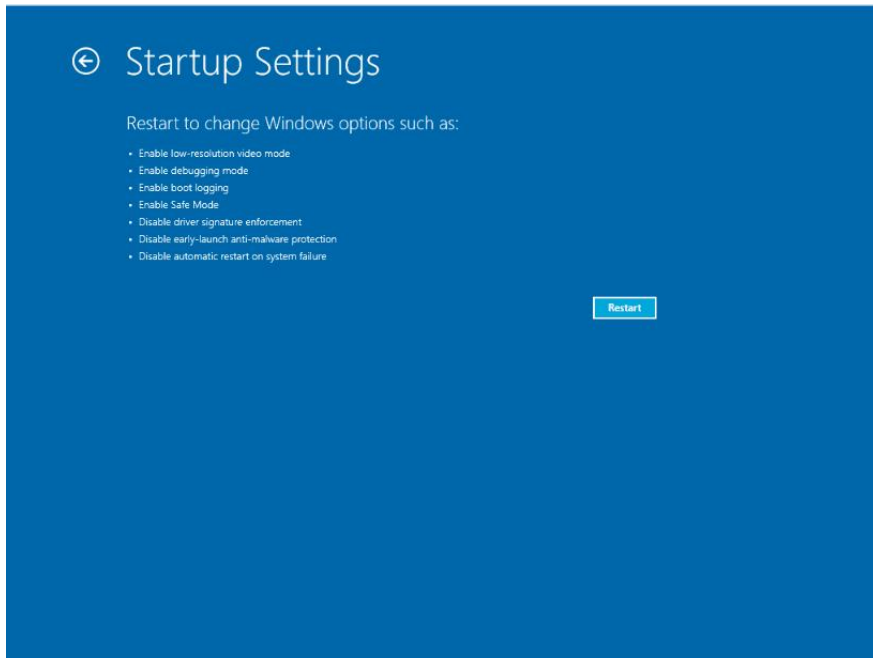 Startup Settings
Restart to change Windows options such as:
• Enable low-resolution video mode
• Enable debugging mode
• Enable boot logging
• Enable Safe Mode
• Disable driver signature enforcement
• Disable early-launch anti-malware protection
• Disable automatic restart on system failure
Restart